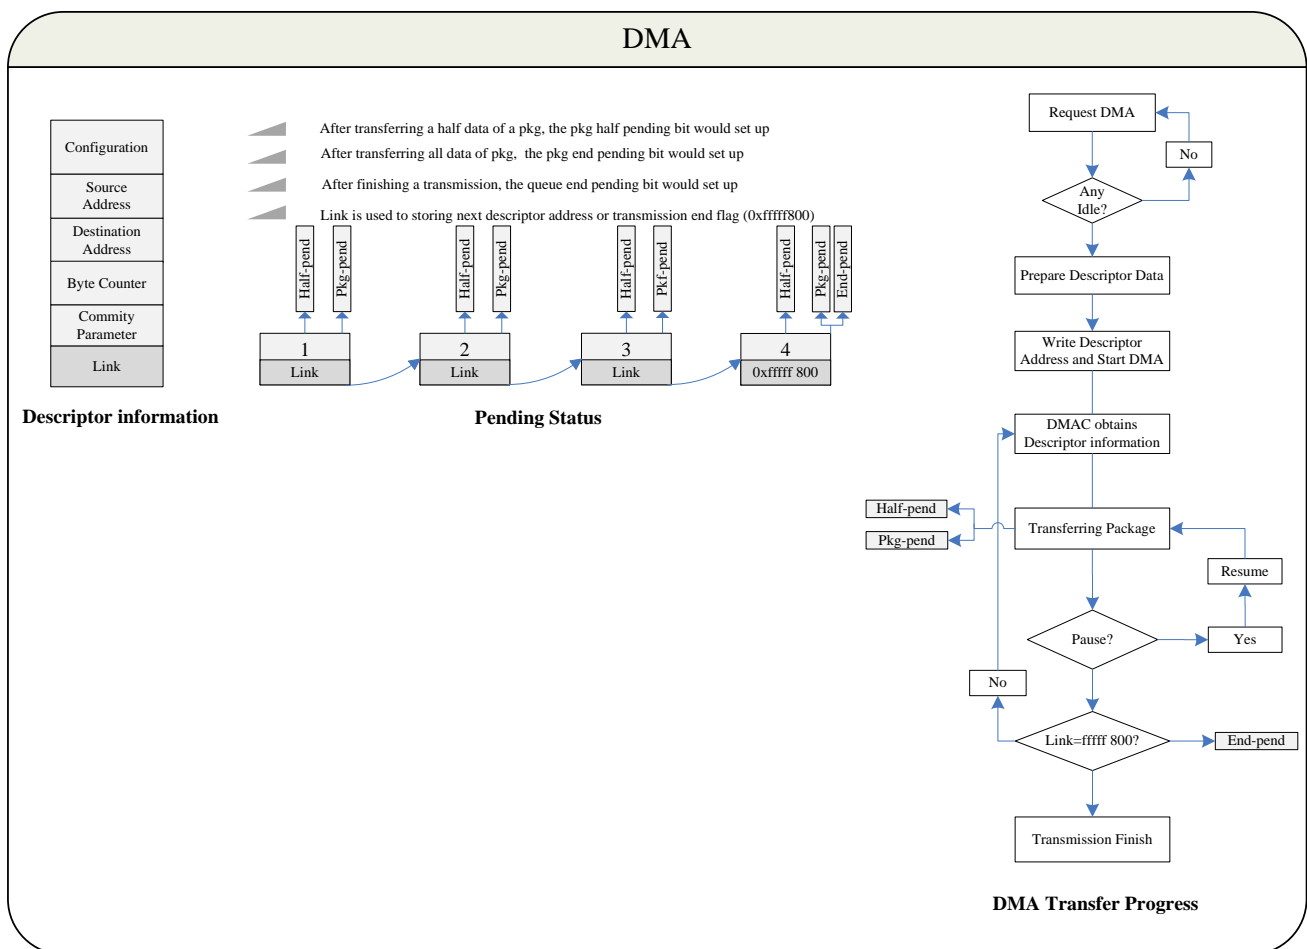 DMA
Configuration
Source
Address
Destination
Address
Byte Counter
Commity
Parameter
Link
Descriptor information
After transferring a half data of a pkg, the pkg half pending bit would set up
After transferring all data of pkg, the pkg end pending bit would set up
After finishing a transmission, the queue end pending bit would set up
Link is used to storing next descriptor address or transmission end flag (0xfffff800)
Half-pend
Pkg-pend
Half-pend
Pkg-pend
Half-pend
Pkf-pend
Half-pend
Pkg-pend
End-pend
1
Link
2
Link
3
Link
4
0xfffff 800
Pending Status
Request DMA
No
Any
Idle?
Prepare Descriptor Data
Write Descriptor
Address and Start DMA
DMAC obtains
Descriptor information
Half-pend
Pkg-pend
Transferring Package
Resume
Pause?
Yes
No
Link=fffff 800?
End-pend
Transmission Finish
DMA Transfer Progress